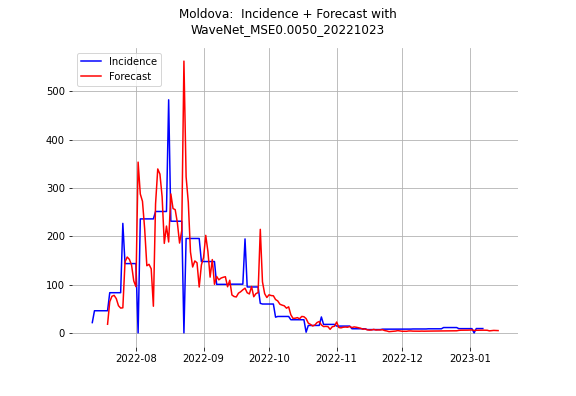 Moldova:  Incidence + Forecast with
WaveNet_MSE0.0050_20221023
Incidence
Forecast
500
400
300
200
100
0
2022-08 2022-09 2022-10 2022-11 2022-12 2023-01